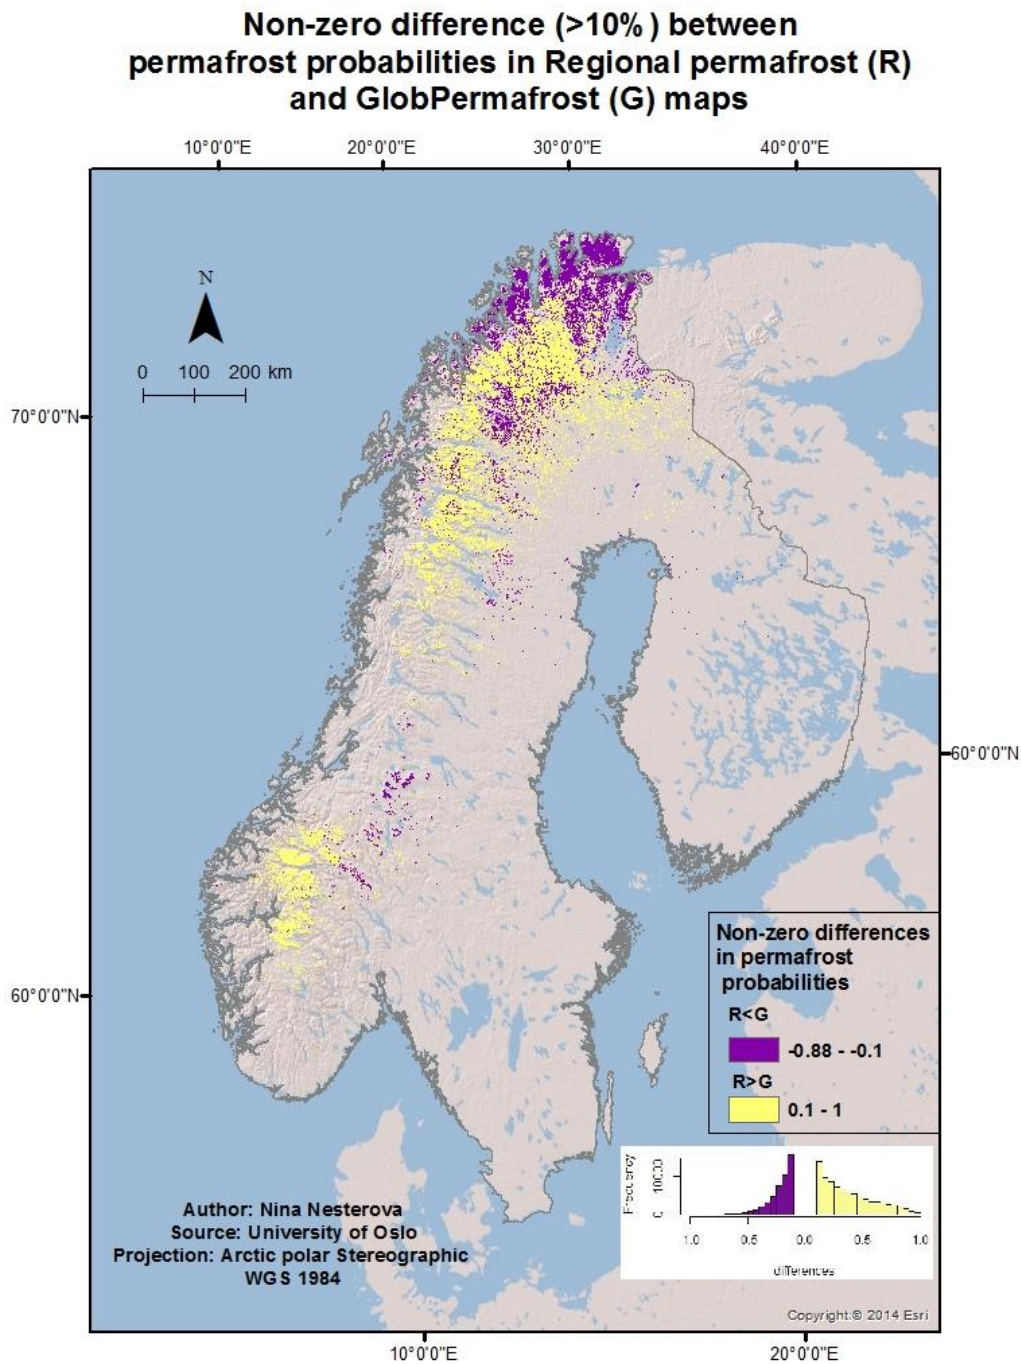 Non-zero difference (>10%) between
permafrost probabilities in Regional permafrost (R)
and GlobPermafrost (G) maps
10°0'0"E 20°0'0"E 30°0'0"E 40°0'0"E
N
0 100 200 km
70°0'0"N
60°0'0"N
60°0'0"N
Non-zero differences
in permafrost
probabilities
R<G
-0.88 - -0.1
R>G
0.1 - 1
Frequency
0 10000
1.0 0.5 0.0 0.5 1.0
differences
Author: Nina Nesterova
Source: University of Oslo
Projection: Arctic polar Stereographic
WGS 1984
Copyright:© 2014 Esri
10°0'0"E 20°0'0"E